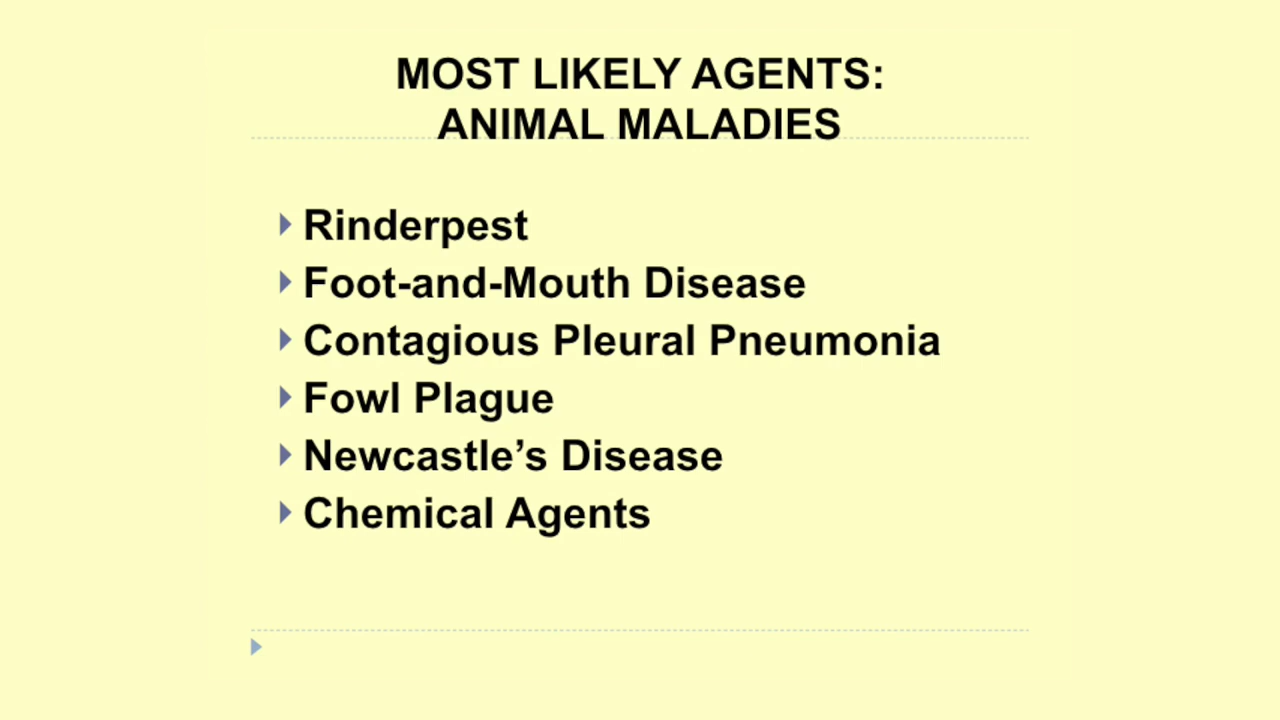 MOST LIKELY AGENTS:
ANIMAL MALADIES
Rinderpest
Foot-and-Mouth Disease
Contagious Pleural Pneumonia
Fowl Plague
Newcastle’s Disease
Chemical Agents